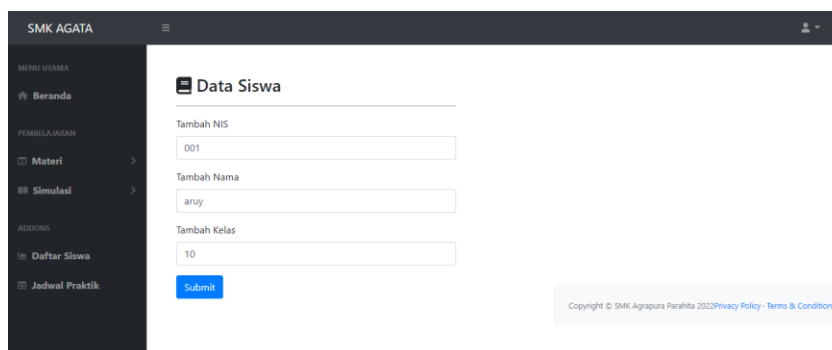 SMK AGATA
MENU UTAMA
Beranda
PEMBELAJARAN
Materi
Simulasi
ADDONS
Daftar Siswa
Jadwal Praktik
Data Siswa
Tambah NIS
001
Tambah Nama
aruy
Tambah Kelas
10
Submit
Copyright © SMK Agrapura Parahita 2022Privacy Policy · Terms & Condition